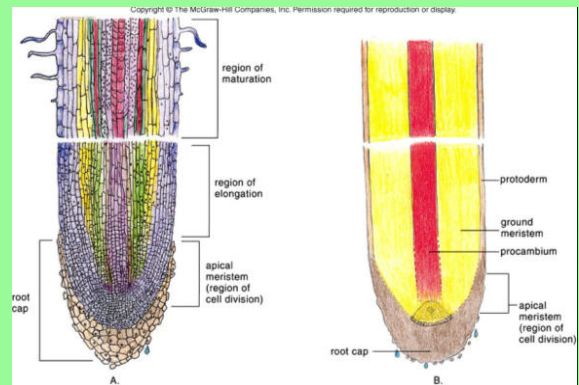 Copyright © The McGraw-Hill Companies, Inc. Permission required for reproduction or display.
region of
maturation
region of
elongation
root
cap
apical
meristem
(region of
cell division)
A.
protoderm
ground
meristem
procambium
apical
meristem
(region of
cell division)
root cap
B.